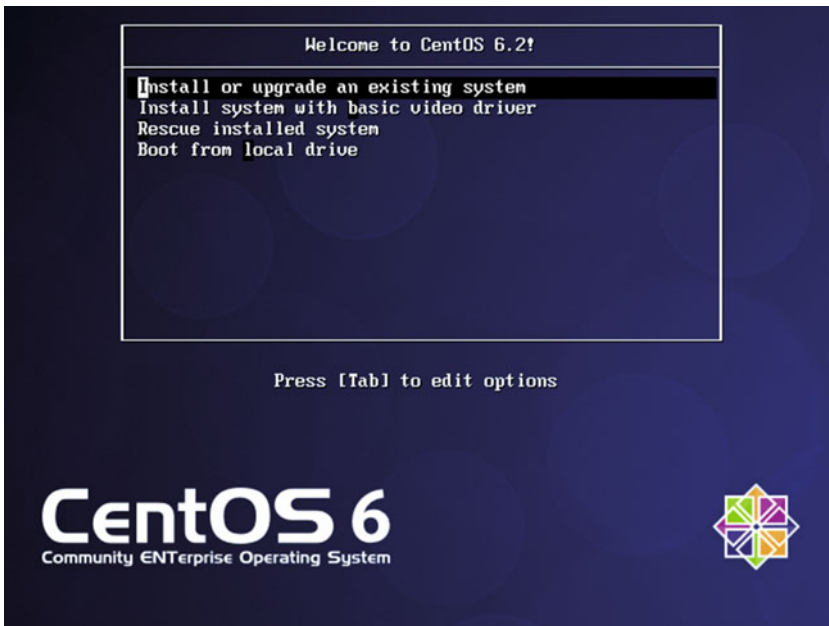 Welcome to CentOS 6.2!
Install or upgrade an existing system
Install system with basic video driver
Rescue installed system
Boot from local drive
Press [Tab] to edit options
CentOS 6
Community ENTerprise Operating System